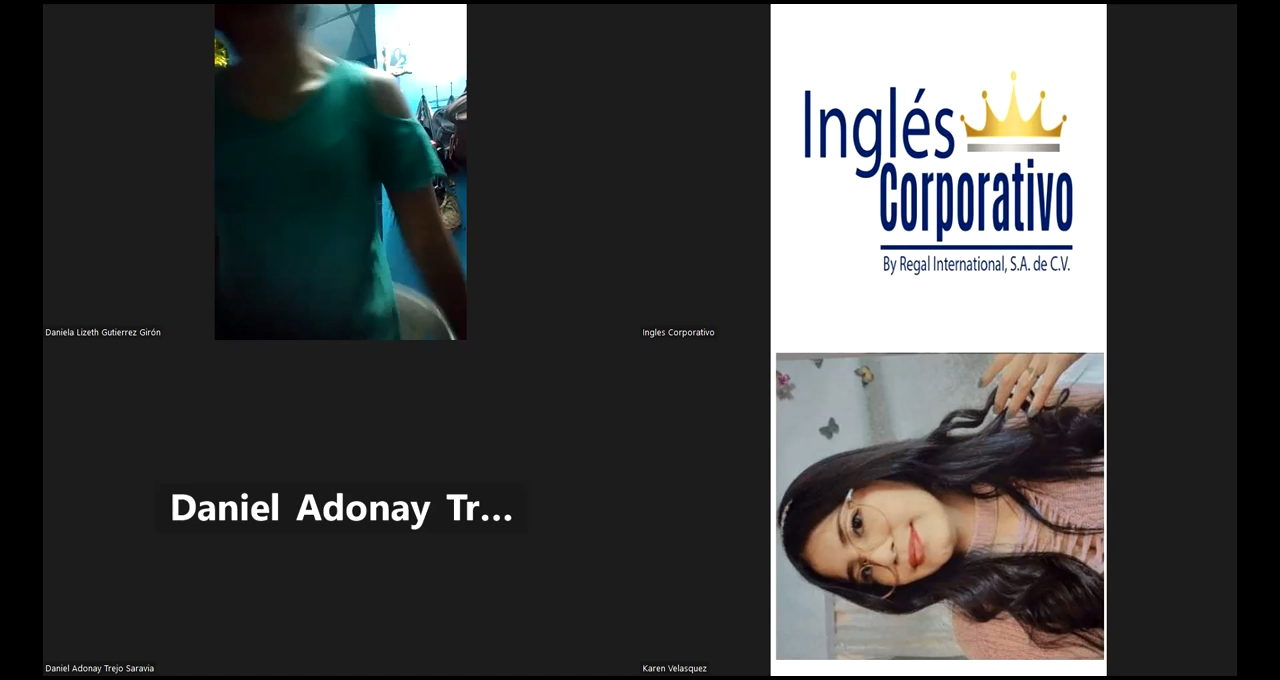 Inglés
Corporativo
By Regal International, S.A. de C.V.
Daniela Lizeth Gutierrez Girón
Ingles Corporativo
Daniel Adonay Tr...
Daniel Adonay Trejo Saravia
Karen Velasquez